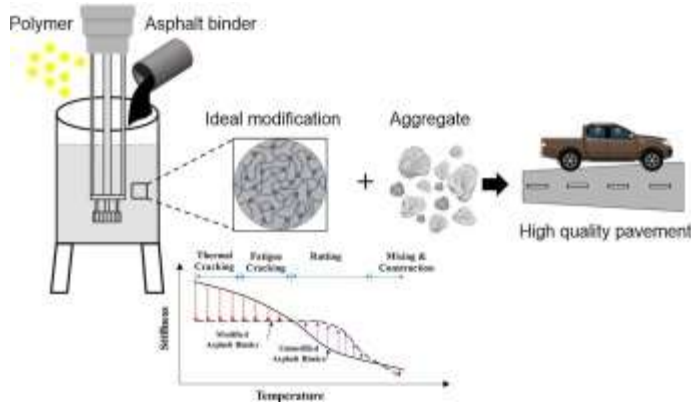 Polymer
Asphalt binder
Ideal modification
Aggregate
High quality pavement
Thermal
Cracking
Fatigue
Cracking
Rutting
Mixing &
Construction
Stiffness
Modified
Asphalt Binder
Unmodified
Asphalt Binder
Temperature